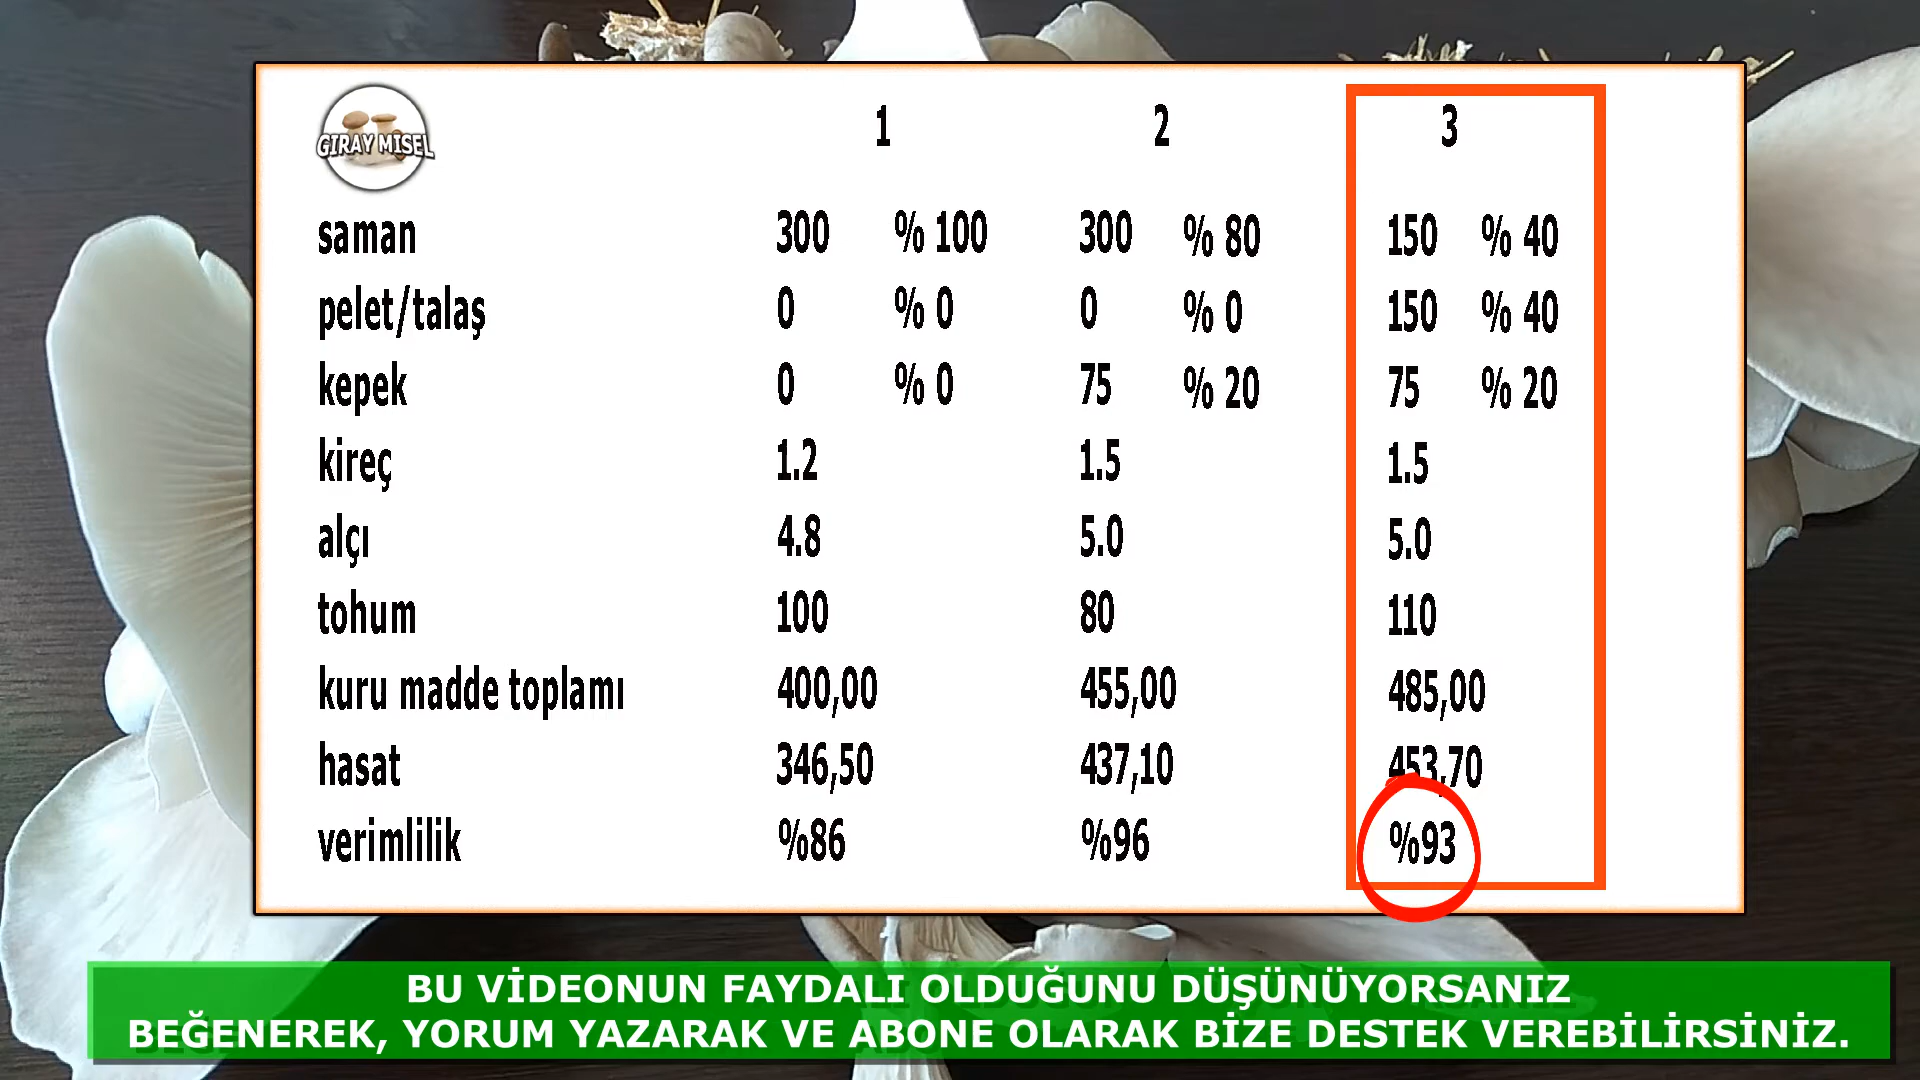 GIRAY MİSEL
1 2 3
saman 300 % 100 300 % 80 150 % 40
pelet/talaş 0 % 0 0 % 0 150 % 40
kepek 0 % 0 75 % 20 75 % 20
kireç 1.2 1.5 1.5
alçı 4.8 5.0 5.0
tohum 100 80 110
kuru madde toplamı 400,00 455,00 485,00
hasat 346,50 437,10 453,70
verimlilik %86 %96 %93
BU VİDEONUN FAYDALI OLDUĞUNU DÜŞÜNÜYORSANIZ
BEĞENEREK, YORUM YAZARAK VE ABONE OLARAK BİZE DESTEK VEREBİLİRSİNİZ.